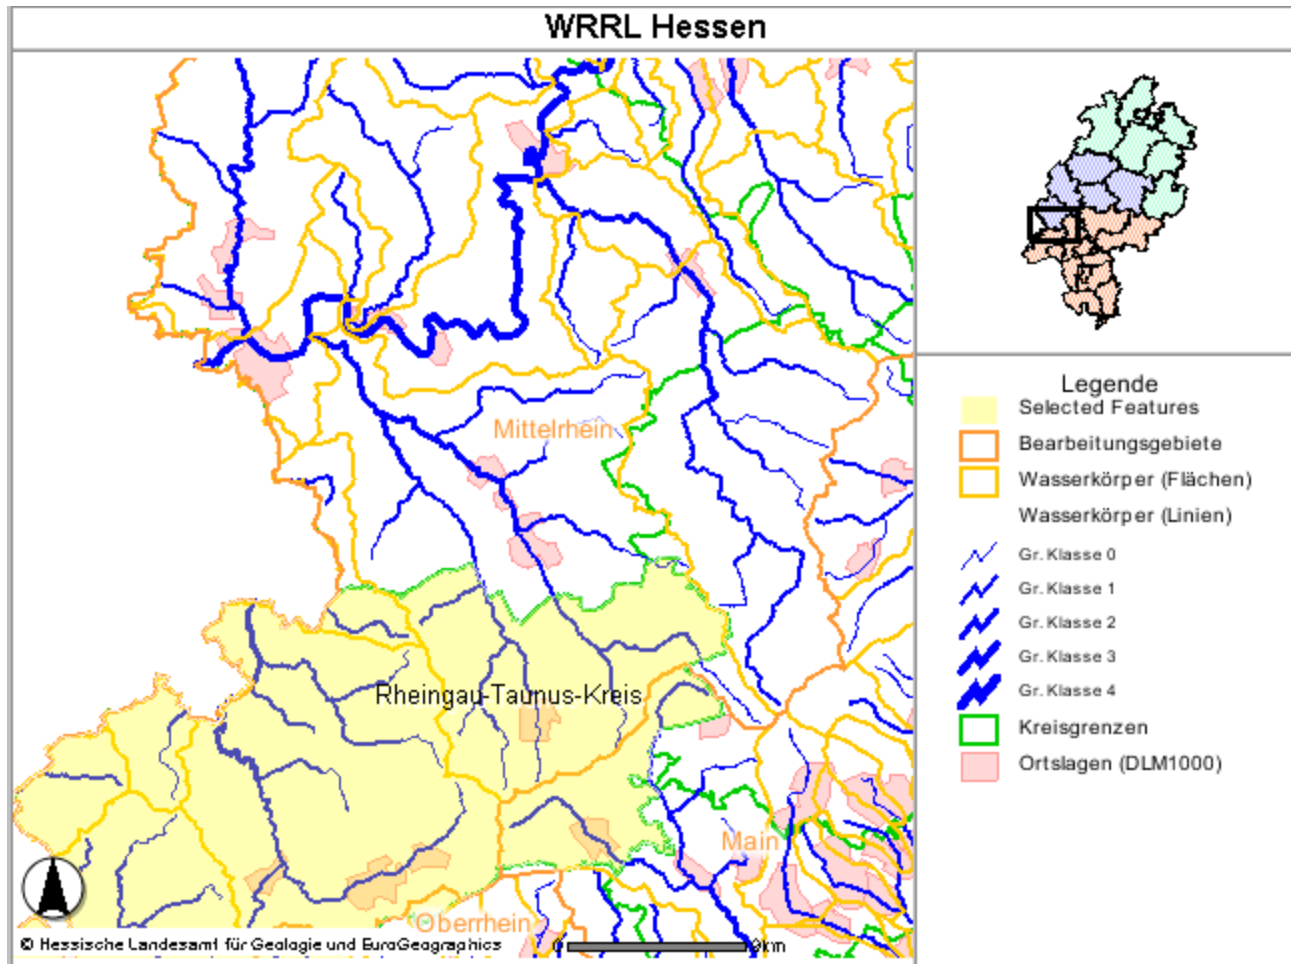 WRRL Hessen
Mittelrhein
Rheingau-Taunus-Kreis
Main
Oberrhein
© Hessische Landesamt für Geologie und EuroGeographics
0 9km
Legende
Selected Features
Bearbeitungsgebiete
Wasserkörper (Flächen)
Wasserkörper (Linien)
Gr. Klasse 0
Gr. Klasse 1
Gr. Klasse 2
Gr. Klasse 3
Gr. Klasse 4
Kreisgrenzen
Ortslagen (DLM1000)